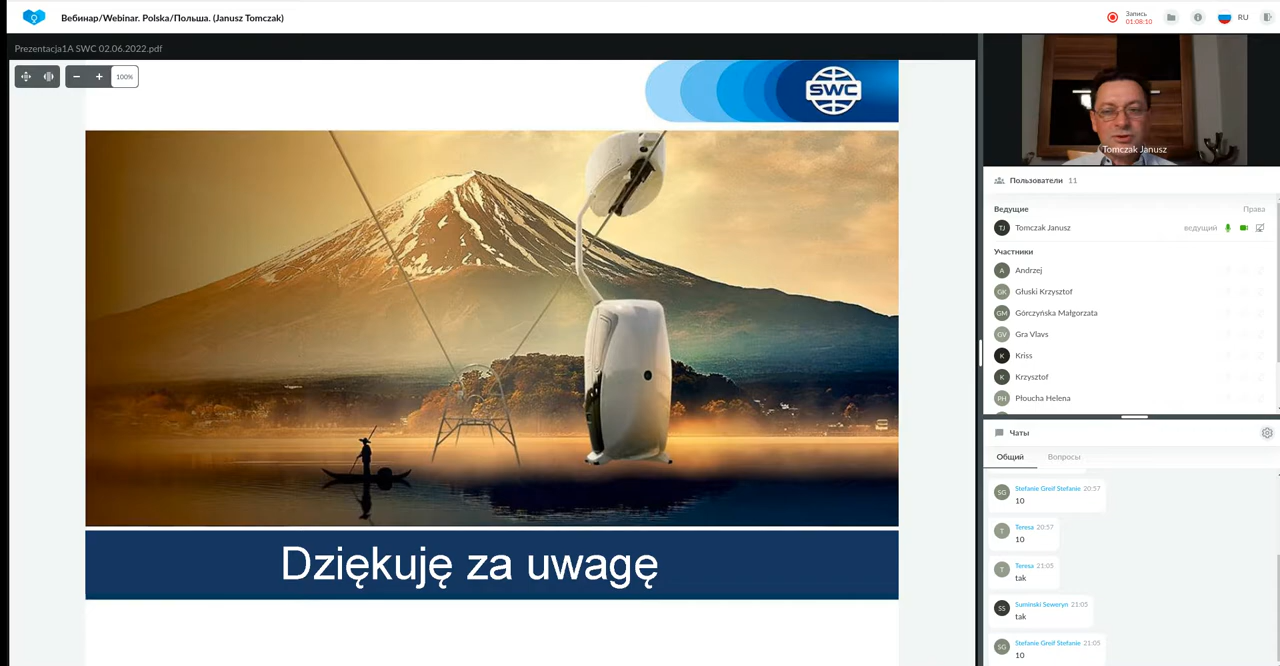 Вебинар/Webinar. Polska/Польша. (Janusz Tomczak)
Запись
01:08:10
RU
Prezentacja1A SWC 02.06.2022.pdf
100%
SWC
Dziękuję za uwagę
Tomczak Janusz
Пользователи 11
Ведущие Права
TJ Tomczak Janusz ведущий
Участники
A Andrzej
GK Głuski Krzysztof
GM Górczyńska Małgorzata
GV Gra Vlavs
K Kriss
K Krzysztof
PH Płoucha Helena
Чаты
Общий Вопросы
SG Stefanie Greif Stefanie 20:57
10
T Teresa 20:57
10
T Teresa 21:05
tak
SS Suminski Seweryn 21:05
tak
SG Stefanie Greif Stefanie 21:05
10